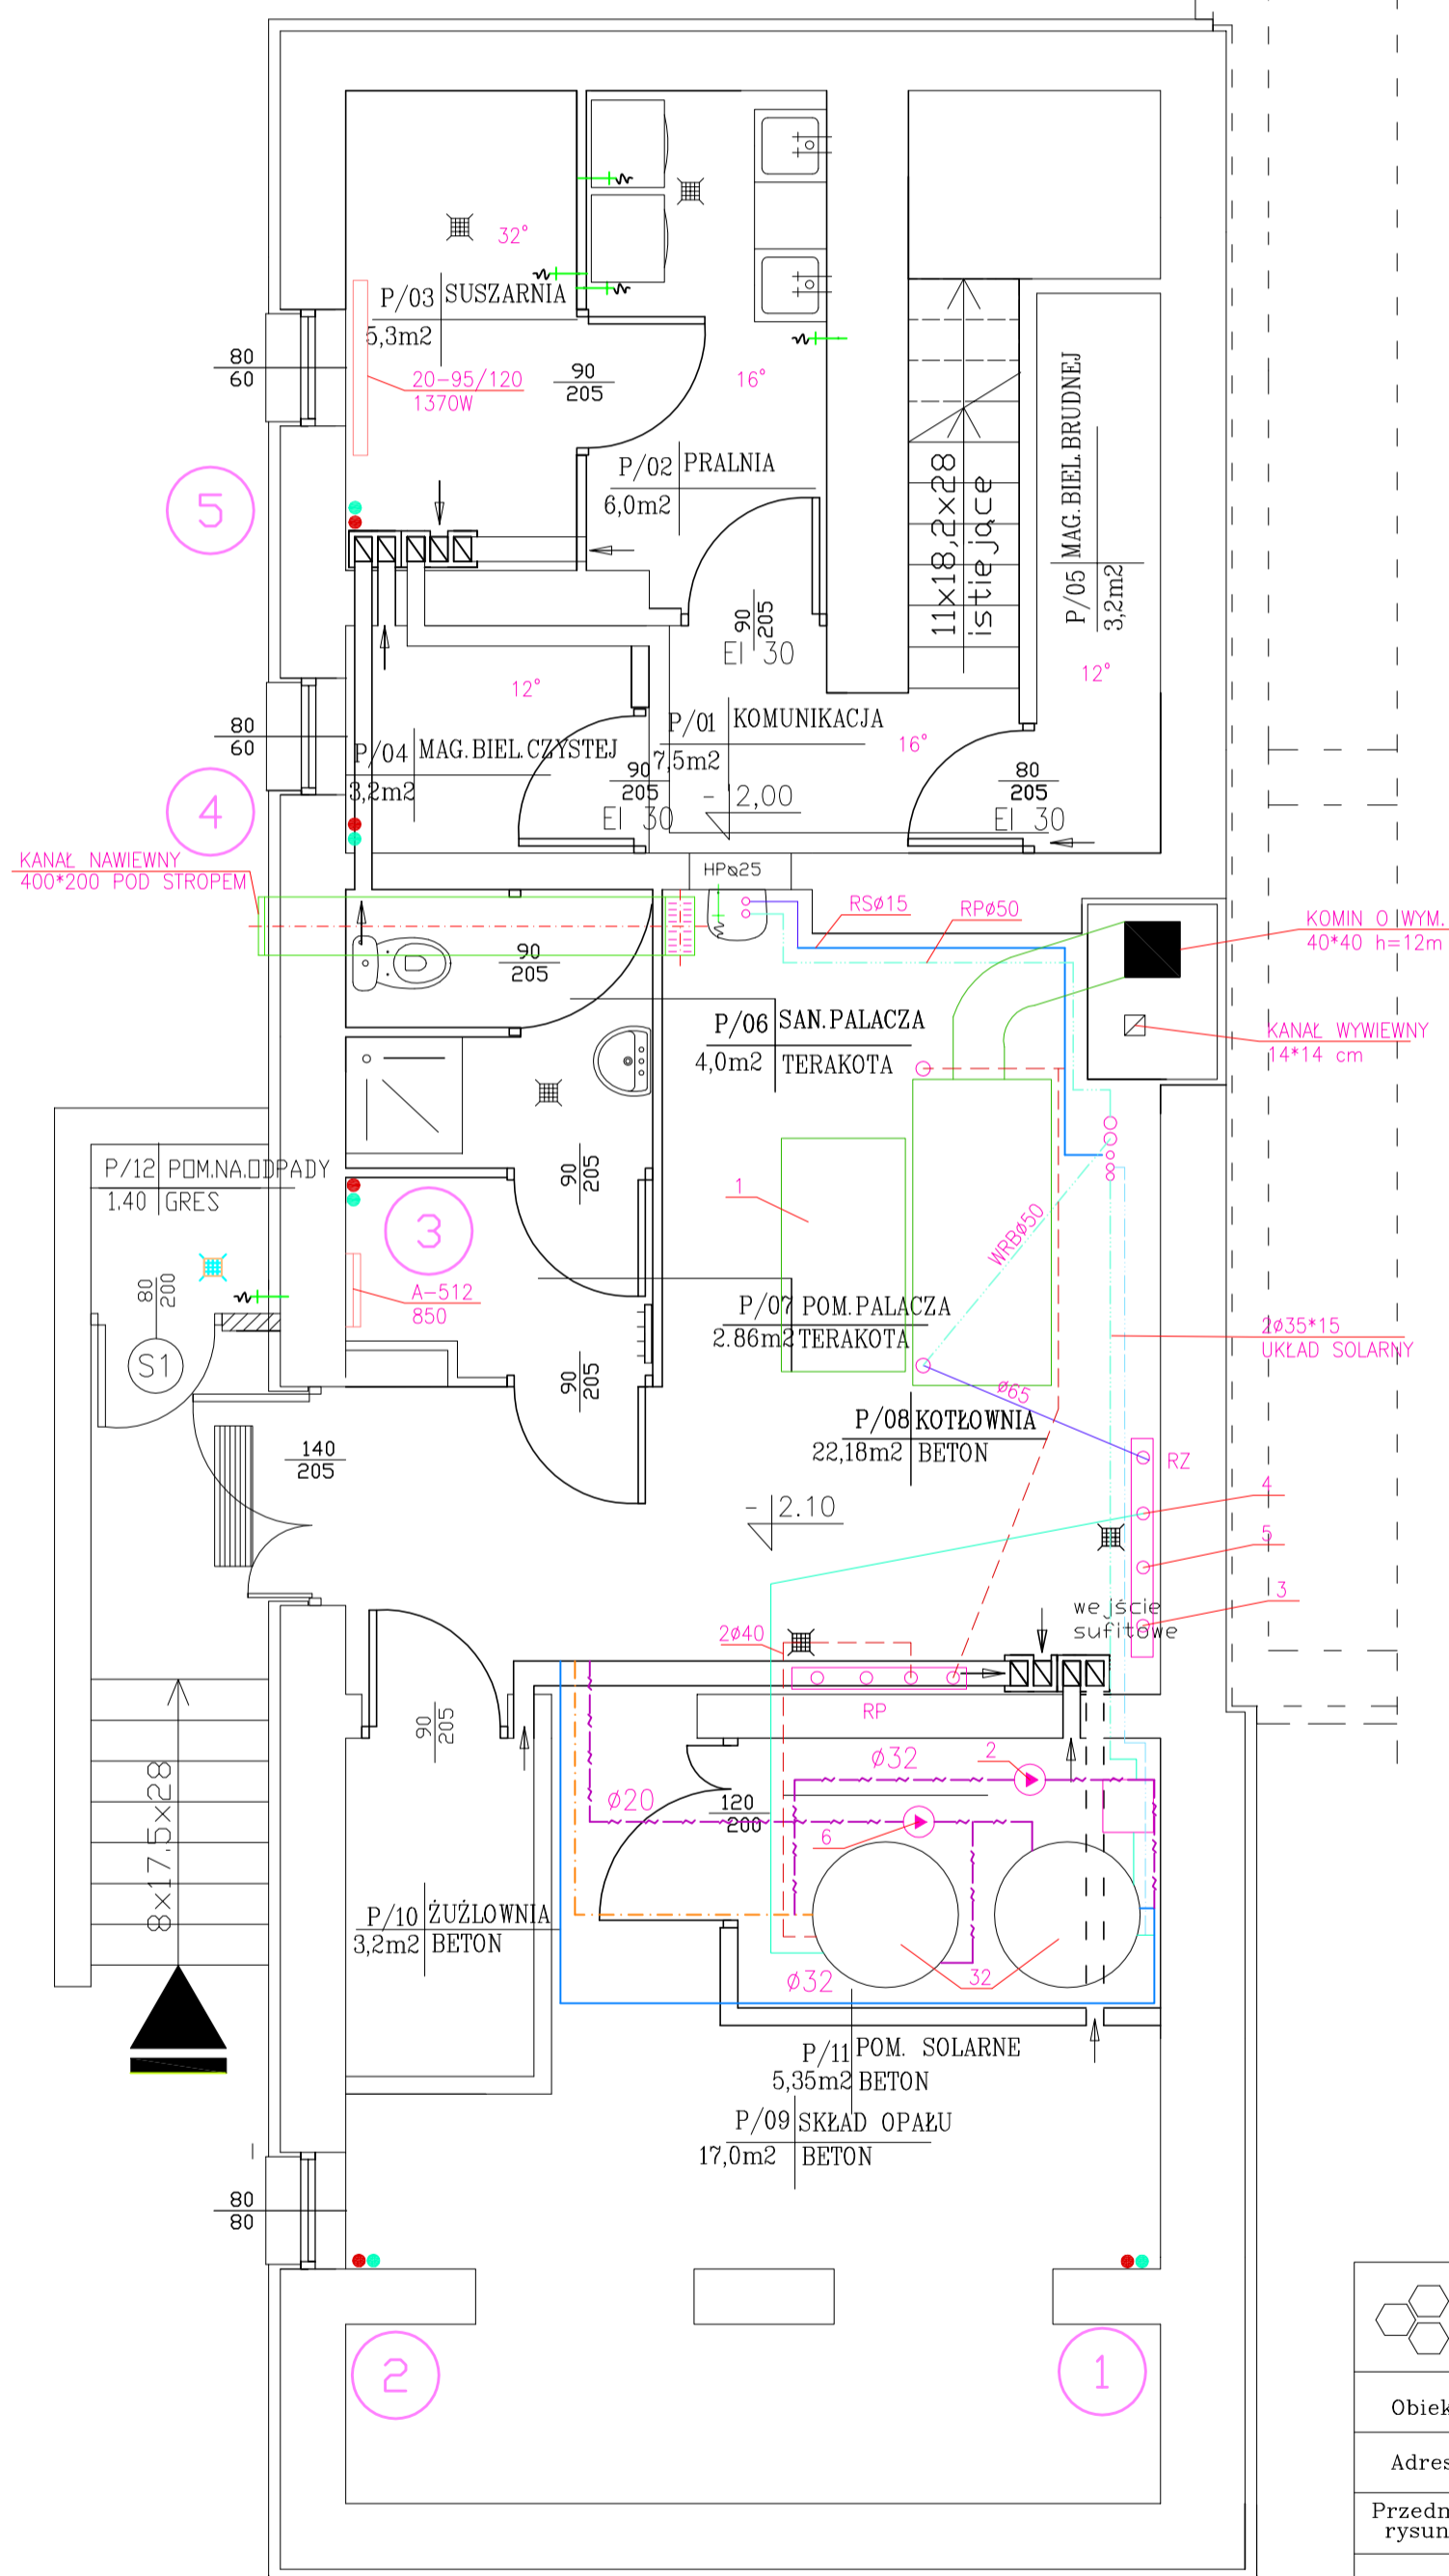 32°
P/03 SUSZARNIA
5,3m2
80
60
20-95/120
1370W
90
205
16°
P/02 PRALNIA
6,0m2
11x18,2x28
istiejące
P/05 MAG.BIEL.BRUDNEJ
3,2m2
5
90
205
EI 30
12°
12°
P/01 KOMUNIKACJA
7,5m2
16°
80
60
P/04 MAG.BIEL.CZYSTEJ
3,2m2
90
205
EI 30
- 2,00
80
205
EI 30
4
KANAŁ NAWIEWNY
400*200 POD STROPEM
HPø25
RSø15
RPø50
KOMIN O WYM.
40*40 h=12m
90
205
P/06 SAN.PALACZA
4,0m2 TERAKOTA
KANAŁ WYWIEWNY
14*14 cm
P/12 POM.NA.ODPADY
1.40 GRES
90
205
1
3
WRBø50
80
200
A-512
850
P/07 POM.PALACZA
2.86m2 TERAKOTA
2ø35*15
UKŁAD SOLARNY
S1
90
205
ø65
P/08 KOTŁOWNIA
22,18m2 BETON
140
205
RZ
4
- 2.10
5
3
wejście
sufitowe
2ø40
90
205
RP
ø32
2
8x17.5x28
ø20
120
200
6
P/10 ŻUŻLOWNIA
3,2m2 BETON
ø32
32
P/11 POM. SOLARNE
5,35m2 BETON
P/09 SKŁAD OPAŁU
17,0m2 BETON
80
80
2
1
Obiek
Adres
Przedn
rysun